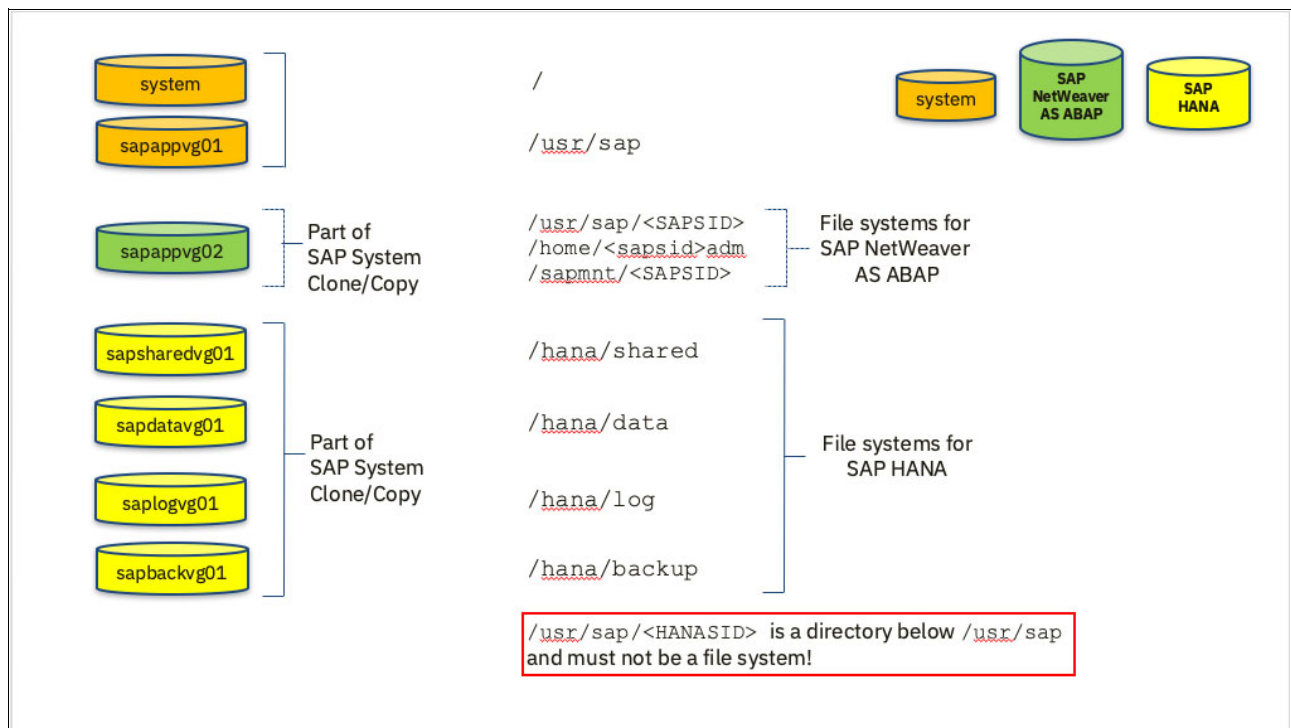 system
/
system
SAP
NetWeaver
AS ABAP
SAP
HANA
sapappvg01
/usr/sap
sapappvg02
Part of
SAP System
Clone/Copy
/usr/sap/<SAPSID>
/home/<sapsid>adm
/sapmnt/<SAPSID>
File systems for
SAP NetWeaver
AS ABAP
sapsharedvg01
/hana/shared
sapdatavg01
/hana/data
Part of
SAP System
Clone/Copy
File systems for
SAP HANA
saplogvg01
/hana/log
sapbackvg01
/hana/backup
/usr/sap/<HANASID> is a directory below /usr/sap
and must not be a file system!